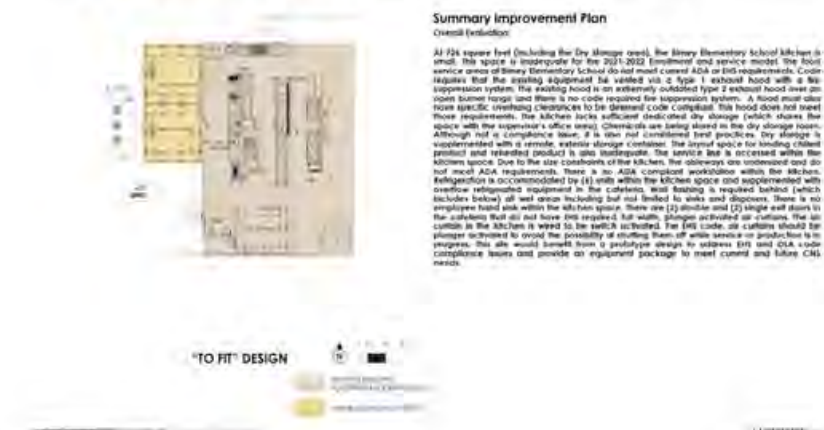 Summary Improvement Plan
Overall Evaluation
At 726 square feet (including the Dry Storage area), the Birney Elementary School kitchen is
small. This space is inadequate for the 2021-2022 Enrollment and service model. The food
service areas of Birney Elementary School do not meet current ADA or EHS requirements. Code
requires that the existing equipment be vented via a Type 1 exhaust hood with a fire
suppression system. The existing hood is an extremely outdated Type 2 exhaust hood over an
open burner range and there is no code required fire suppression system. A hood must also
have specific overhang clearances to be deemed code compliant. This hood does not meet
those requirements. The kitchen lacks sufficient dedicated dry storage (which shares the
space with the supervisor's office area). Chemicals are being stored in the dry storage room.
Although not a compliance issue, it is also not considered best practices. Dry storage is
supplemented with a remote, exterior storage container. The layout space for landing chilled
product and reheated product is also inadequate. The service line is accessed within the
kitchen space. Due to the size constraints of the kitchen, the aisleways are undersized and do
not meet ADA requirements. There is no ADA compliant workstation within the kitchen.
Refrigeration is accommodated by (6) units within the kitchen space and supplemented with
overflow refrigerated equipment in the cafeteria. Wall flashing is required behind (which
includes below) all wet areas including but not limited to sinks and disposers. There is no
employee hand sink within the kitchen space. There are (2) double and (2) single exit doors in
the cafeteria that do not have EHS required, full width, plunger activated air curtains. The air
curtain in the kitchen is wired to be switch activated. Per EHS code, air curtains should be
plunger activated to avoid the possibility of shutting them off while service or production is in
progress. This site would benefit from a prototype design to address EHS and DSA code
compliance issues and provide an equipment package to meet current and future CNS
needs.
"TO FIT" DESIGN
N